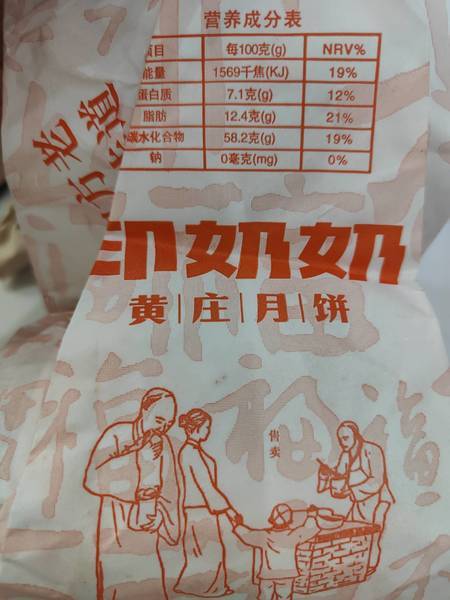 营养成分表
项目 每100克(g) NRV%
能量 1569千焦(KJ) 19%
蛋白质 7.1克(g) 12%
脂肪 12.4克(g) 21%
碳水化合物 58.2克(g) 19%
钠 0毫克(mg) 0%
印奶奶
黄庄月饼
售卖